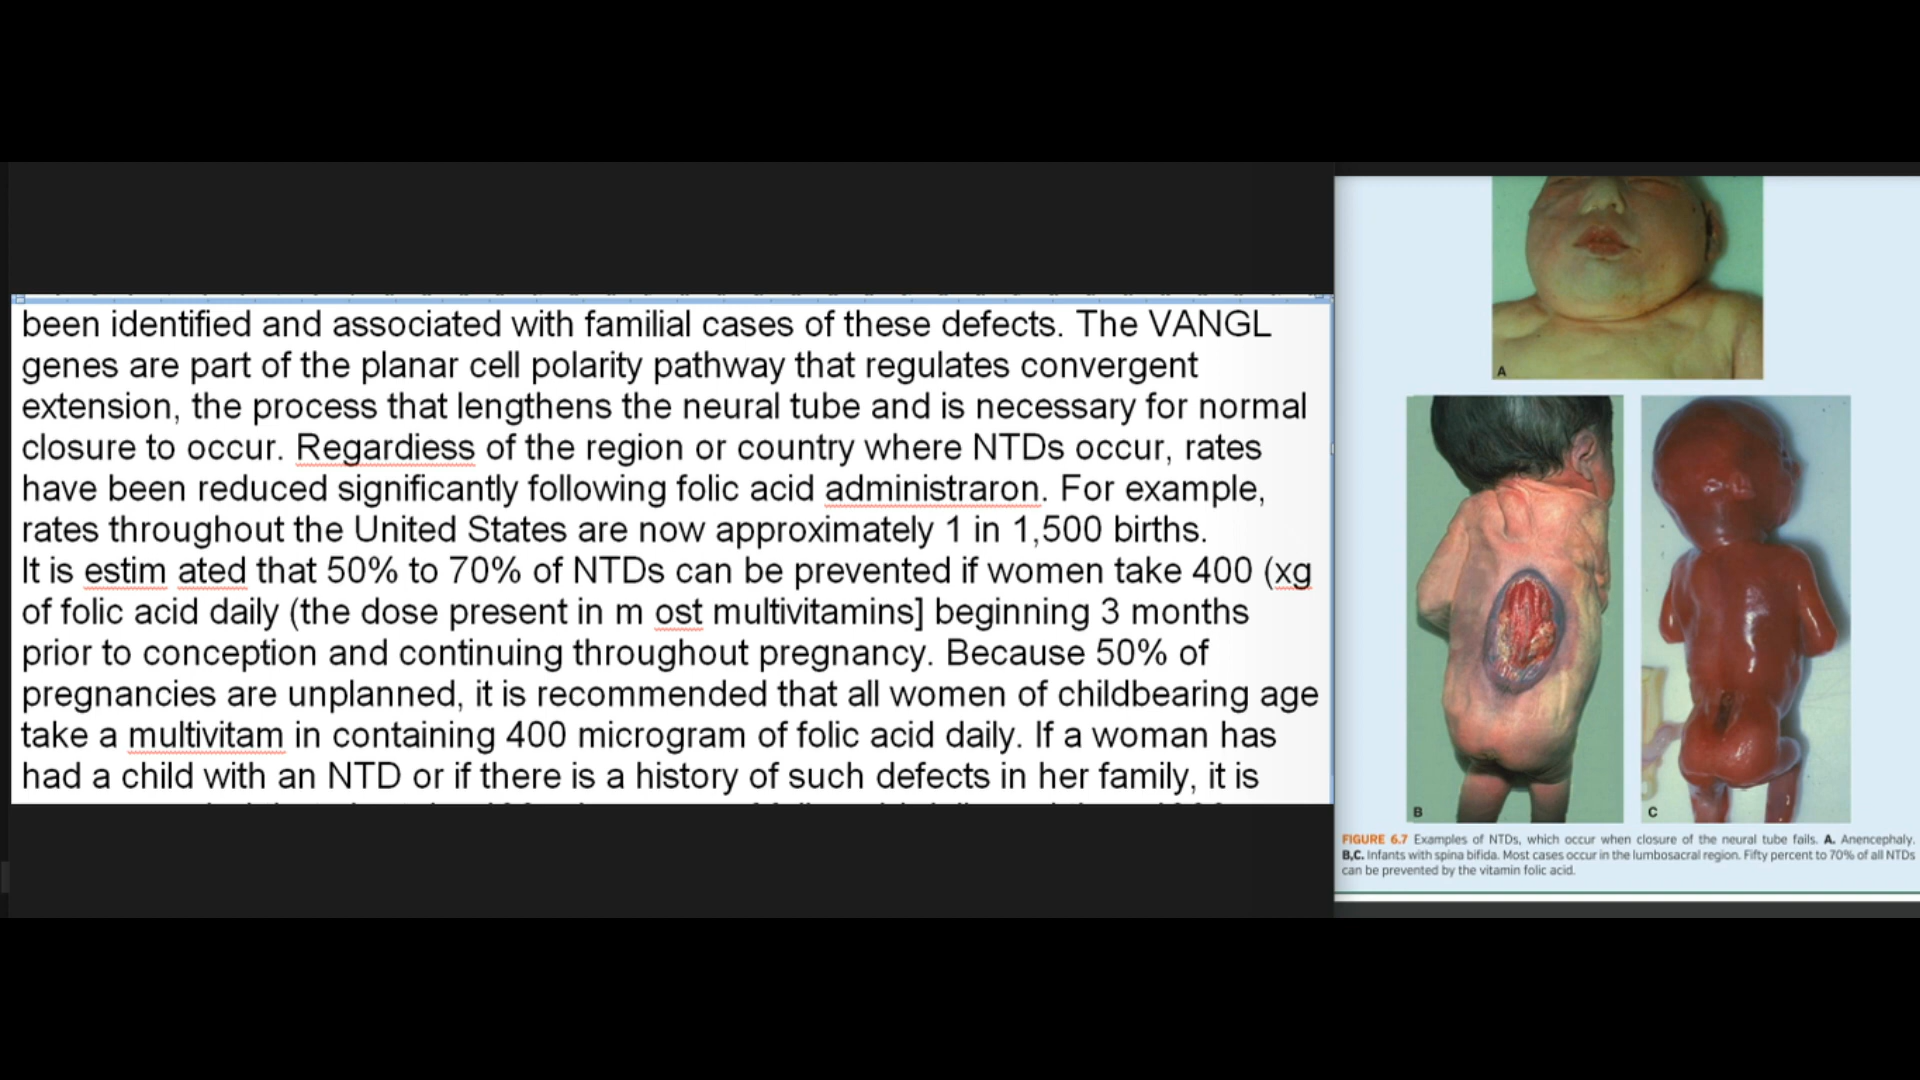 been identified and associated with familial cases of these defects. The VANGL
genes are part of the planar cell polarity pathway that regulates convergent
extension, the process that lengthens the neural tube and is necessary for normal
closure to occur. Regardiess of the region or country where NTDs occur, rates
have been reduced significantly following folic acid administraron. For example,
rates throughout the United States are now approximately 1 in 1,500 births.
It is estim ated that 50% to 70% of NTDs can be prevented if women take 400 (xg
of folic acid daily (the dose present in m ost multivitamins] beginning 3 months
prior to conception and continuing throughout pregnancy. Because 50% of
pregnancies are unplanned, it is recommended that all women of childbearing age
take a multivitam in containing 400 microgram of folic acid daily. If a woman has
had a child with an NTD or if there is a history of such defects in her family, it is
A
B
C
FIGURE 6.7 Examples of NTDs, which occur when closure of the neural tube fails. A. Anencephaly.
B,C. Infants with spina bifida. Most cases occur in the lumbosacral region. Fifty percent to 70% of all NTDs
can be prevented by the vitamin folic acid.